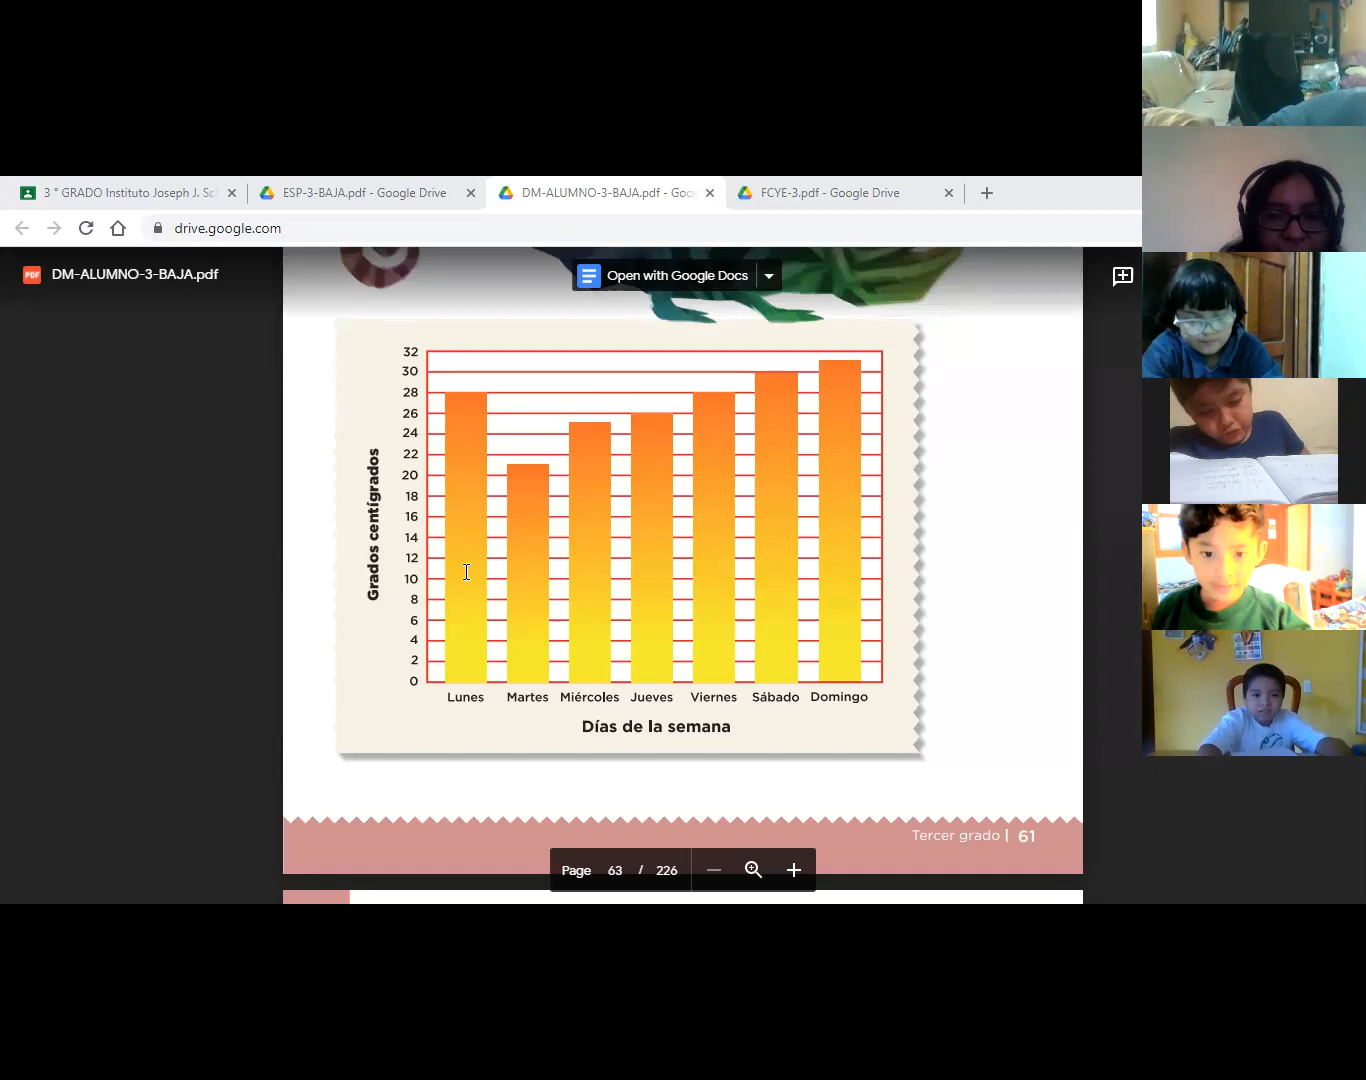 3 ° GRADO Instituto Joseph J. Sc
ESP-3-BAJA.pdf - Google Drive
DM-ALUMNO-3-BAJA.pdf - Goo
FCYE-3.pdf - Google Drive
drive.google.com
PDF
DM-ALUMNO-3-BAJA.pdf
Open with Google Docs
Grados centígrados
32
30
28
26
24
22
20
18
16
14
12
10
8
6
4
2
0
Lunes Martes Miércoles Jueves Viernes Sábado Domingo
Días de la semana
Tercer grado | 61
Page 63 / 226